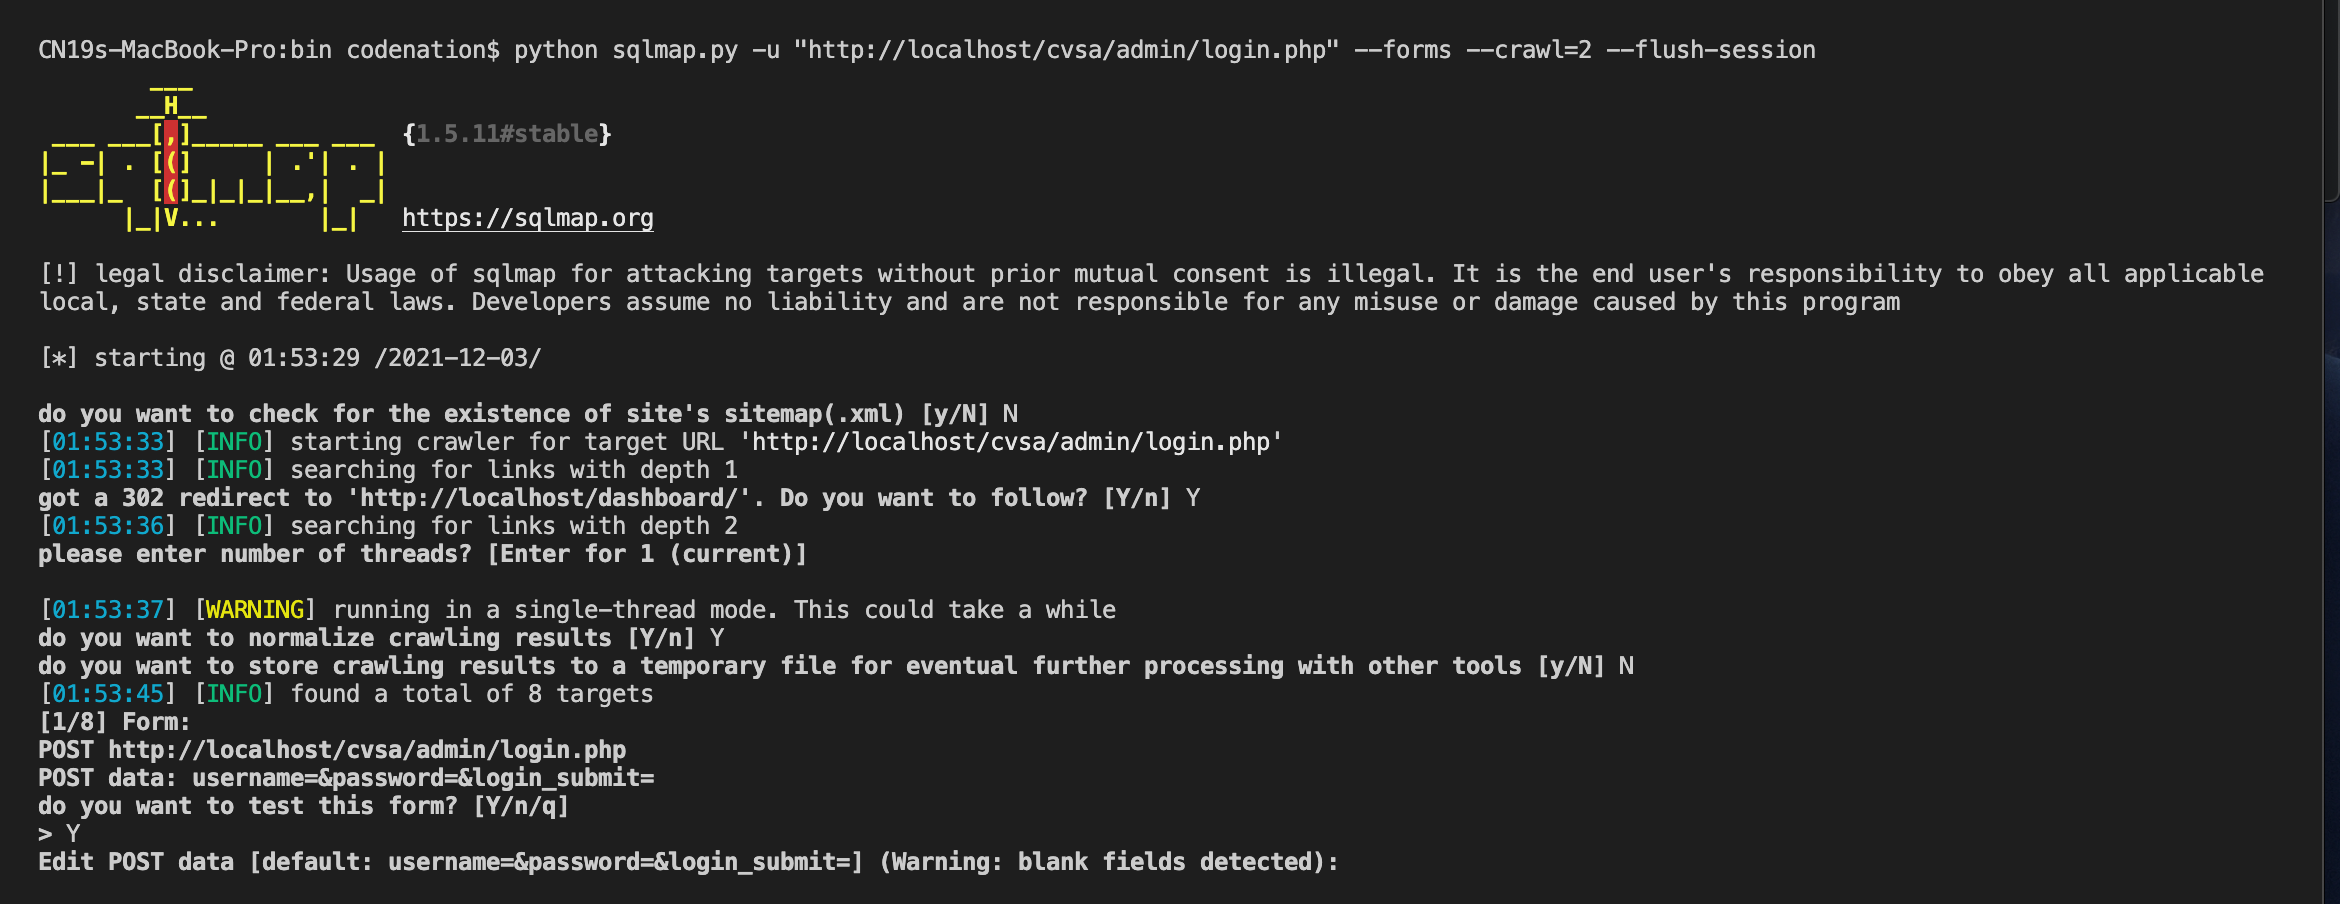 CN19s-MacBook-Pro:bin codenation$ python sqlmap.py -u "http://localhost/cvsa/admin/login.php" --forms --crawl=2 --flush-session
        ___
       __H__
 ___ ___[,]_____ ___ ___  {1.5.11#stable}
|_ -| . [(]     | .'| . |
|___|_  [(]_|_|_|__,|  _|
      |_|V...       |_|   https://sqlmap.org
[!] legal disclaimer: Usage of sqlmap for attacking targets without prior mutual consent is illegal. It is the end user's responsibility to obey all applicable
local, state and federal laws. Developers assume no liability and are not responsible for any misuse or damage caused by this program
[*] starting @ 01:53:29 /2021-12-03/
do you want to check for the existence of site's sitemap(.xml) [y/N] N
[01:53:33] [INFO] starting crawler for target URL 'http://localhost/cvsa/admin/login.php'
[01:53:33] [INFO] searching for links with depth 1
got a 302 redirect to 'http://localhost/dashboard/'. Do you want to follow? [Y/n] Y
[01:53:36] [INFO] searching for links with depth 2
please enter number of threads? [Enter for 1 (current)]
[01:53:37] [WARNING] running in a single-thread mode. This could take a while
do you want to normalize crawling results [Y/n] Y
do you want to store crawling results to a temporary file for eventual further processing with other tools [y/N] N
[01:53:45] [INFO] found a total of 8 targets
[1/8] Form:
POST http://localhost/cvsa/admin/login.php
POST data: username=&password=&login_submit=
do you want to test this form? [Y/n/q]
> Y
Edit POST data [default: username=&password=&login_submit=] (Warning: blank fields detected):